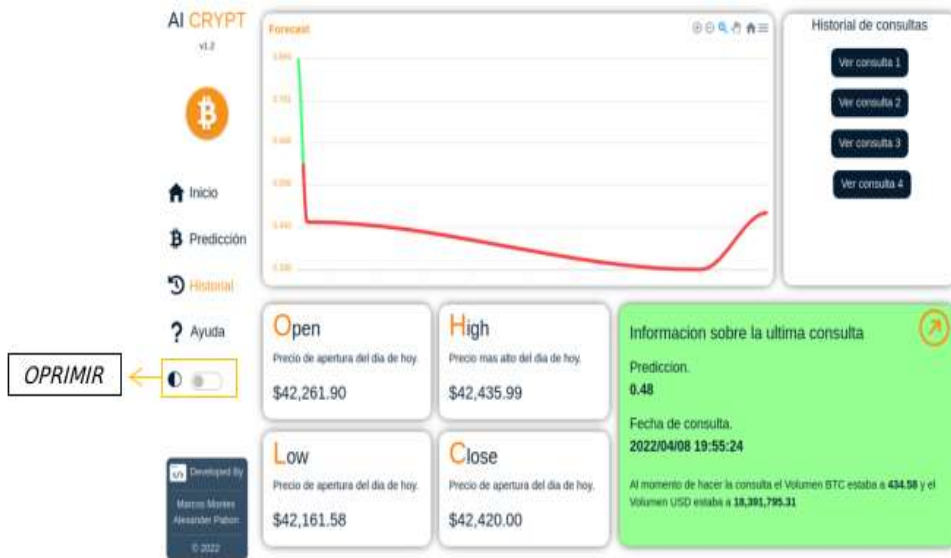 AI CRYPT
v1.2
Inicio
Predicción
Historial
Ayuda
OPRIMIR
Developed By
Marcos Montes
Alexander Pabon
© 2022
Forecast
Historial de consultas
Ver consulta 1
Ver consulta 2
Ver consulta 3
Ver consulta 4
Open
Precio de apertura del dia de hoy.
$42,261.90
High
Precio mas alto del dia de hoy.
$42,435.99
Low
Precio de apertura del dia de hoy.
$42,161.58
Close
Precio de apertura del dia de hoy.
$42,420.00
Informacion sobre la ultima consulta
Prediccion.
0.48
Fecha de consulta.
2022/04/08 19:55:24
Al momento de hacer la consulta el Volumen BTC estaba a 434.58 y el
Volumen USD estaba a 18,391,795.31